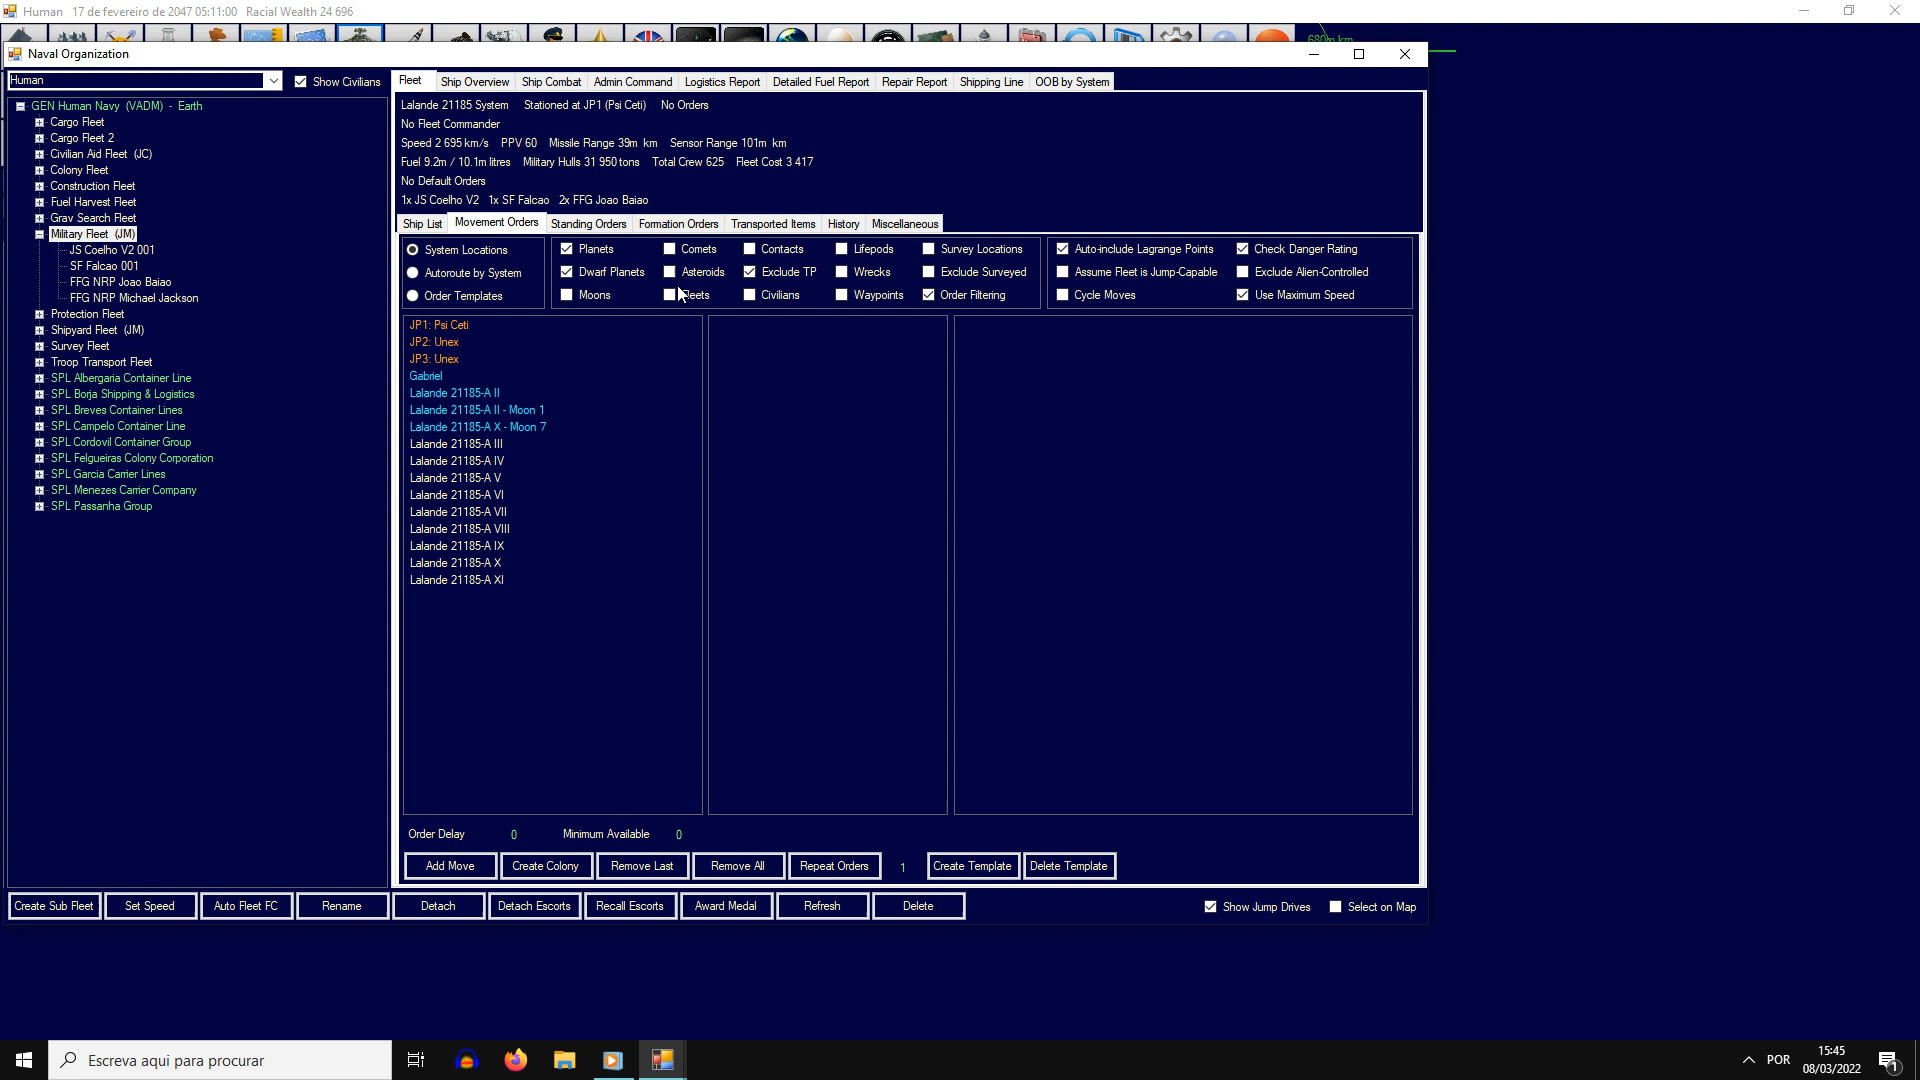 Human 17 de fevereiro de 2047 05:11:00 Racial Wealth 24 696
680m km
Naval Organization
Human
Show Civilians
Fleet Ship Overview Ship Combat Admin Command Logistics Report Detailed Fuel Report Repair Report Shipping Line OOB by System
GEN Human Navy (VADM) - Earth
Cargo Fleet
Cargo Fleet 2
Civilian Aid Fleet (JC)
Colony Fleet
Construction Fleet
Fuel Harvest Fleet
Grav Search Fleet
Military Fleet (JM)
JS Coelho V2 001
SF Falcao 001
FFG NRP Joao Baiao
FFG NRP Michael Jackson
Protection Fleet
Shipyard Fleet (JM)
Survey Fleet
Troop Transport Fleet
SPL Albergaria Container Line
SPL Borja Shipping & Logistics
SPL Breves Container Lines
SPL Campelo Container Line
SPL Cordovil Container Group
SPL Felgueiras Colony Corporation
SPL Garcia Carrier Lines
SPL Menezes Carrier Company
SPL Passanha Group
Lalande 21185 System Stationed at JP1 (Psi Ceti) No Orders
No Fleet Commander
Speed 2 695 km/s PPV 60 Missile Range 39m km Sensor Range 101m km
Fuel 9.2m / 10.1m litres Military Hulls 31 950 tons Total Crew 625 Fleet Cost 3 417
No Default Orders
1x JS Coelho V2 1x SF Falcao 2x FFG Joao Baiao
Ship List Movement Orders Standing Orders Formation Orders Transported Items History Miscellaneous
System Locations Planets Comets Contacts Lifepods Survey Locations Auto-include Lagrange Points Check Danger Rating
Autoroute by System Dwarf Planets Asteroids Exclude TP Wrecks Exclude Surveyed Assume Fleet is Jump-Capable Exclude Alien-Controlled
Order Templates Moons Fleets Civilians Waypoints Order Filtering Cycle Moves Use Maximum Speed
JP1: Psi Ceti
JP2: Unex
JP3: Unex
Gabriel
Lalande 21185-A II
Lalande 21185-A II - Moon 1
Lalande 21185-A X - Moon 7
Lalande 21185-A III
Lalande 21185-A IV
Lalande 21185-A V
Lalande 21185-A VI
Lalande 21185-A VII
Lalande 21185-A VIII
Lalande 21185-A IX
Lalande 21185-A X
Lalande 21185-A XI
Order Delay 0 Minimum Available 0
Add Move Create Colony Remove Last Remove All Repeat Orders 1 Create Template Delete Template
Create Sub Fleet Set Speed Auto Fleet FC Rename Detach Detach Escorts Recall Escorts Award Medal Refresh Delete Show Jump Drives Select on Map
Escreva aqui para procurar
POR
15:45
08/03/2022
1